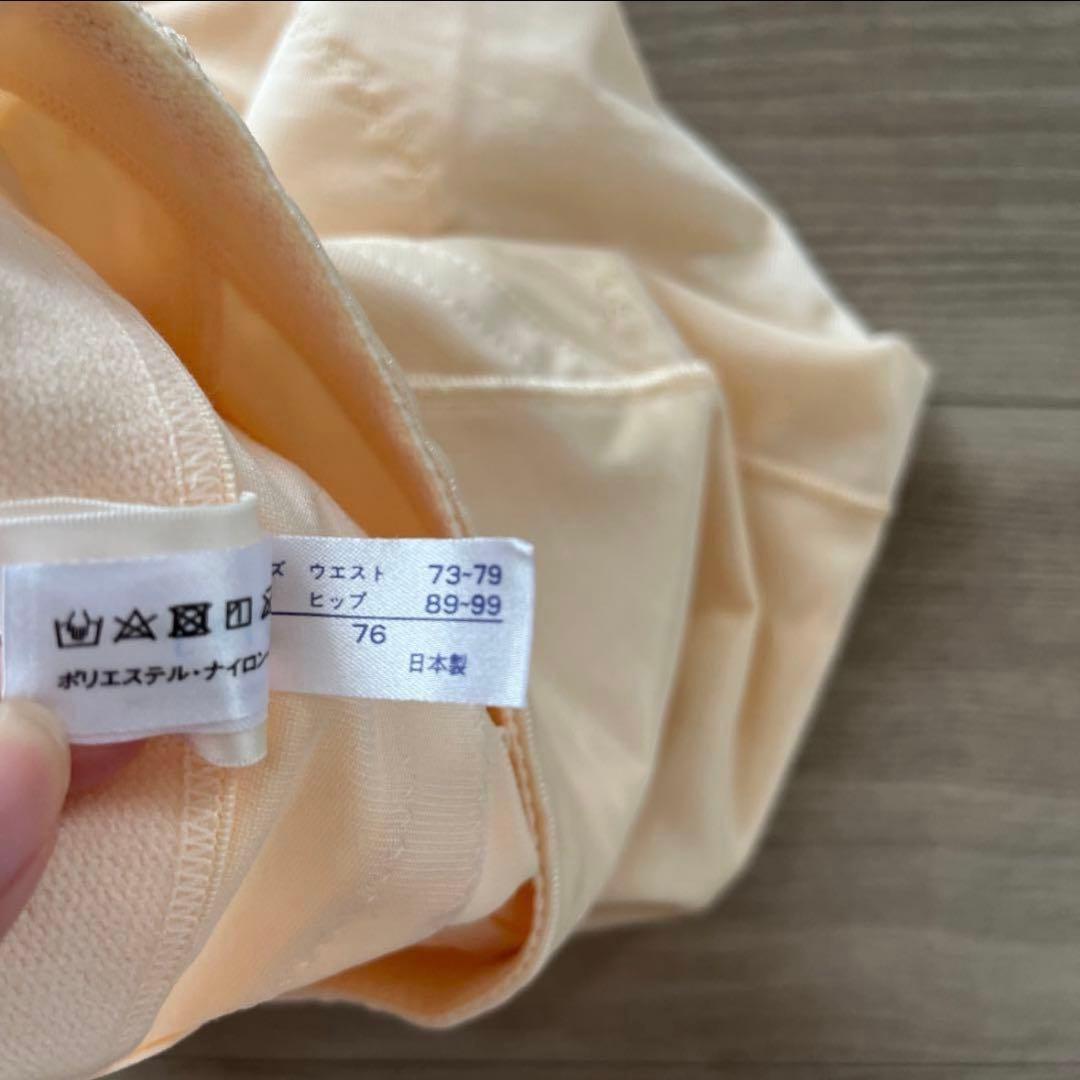 ズ ウエスト 73-79
ヒップ 89-99
76
日本製
ポリエステル・ナイロン